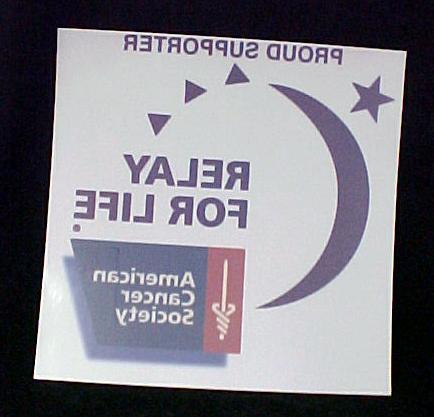 PROUD SUPPORTER
RELAY
FOR LIFE
American
Cancer
Society